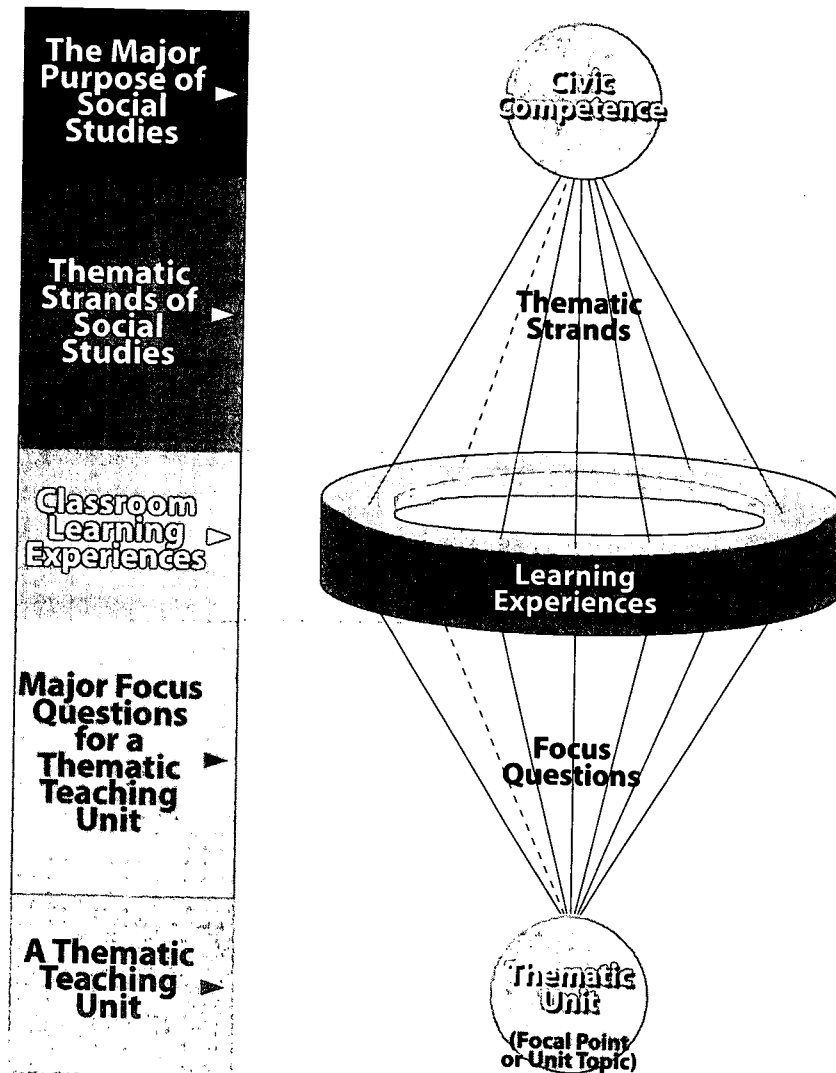 The Major
Purpose of
Social
Studies
Civic
Competence
Thematic
Strands of
Social
Studies
Thematic
Strands
Classroom
Learning
Experiences
Learning
Experiences
Major Focus
Questions
for a
Thematic
Teaching
Unit
Focus
Questions
A Thematic
Teaching
Unit
Thematic
Unit
(Focal Point
or Unit Topic)